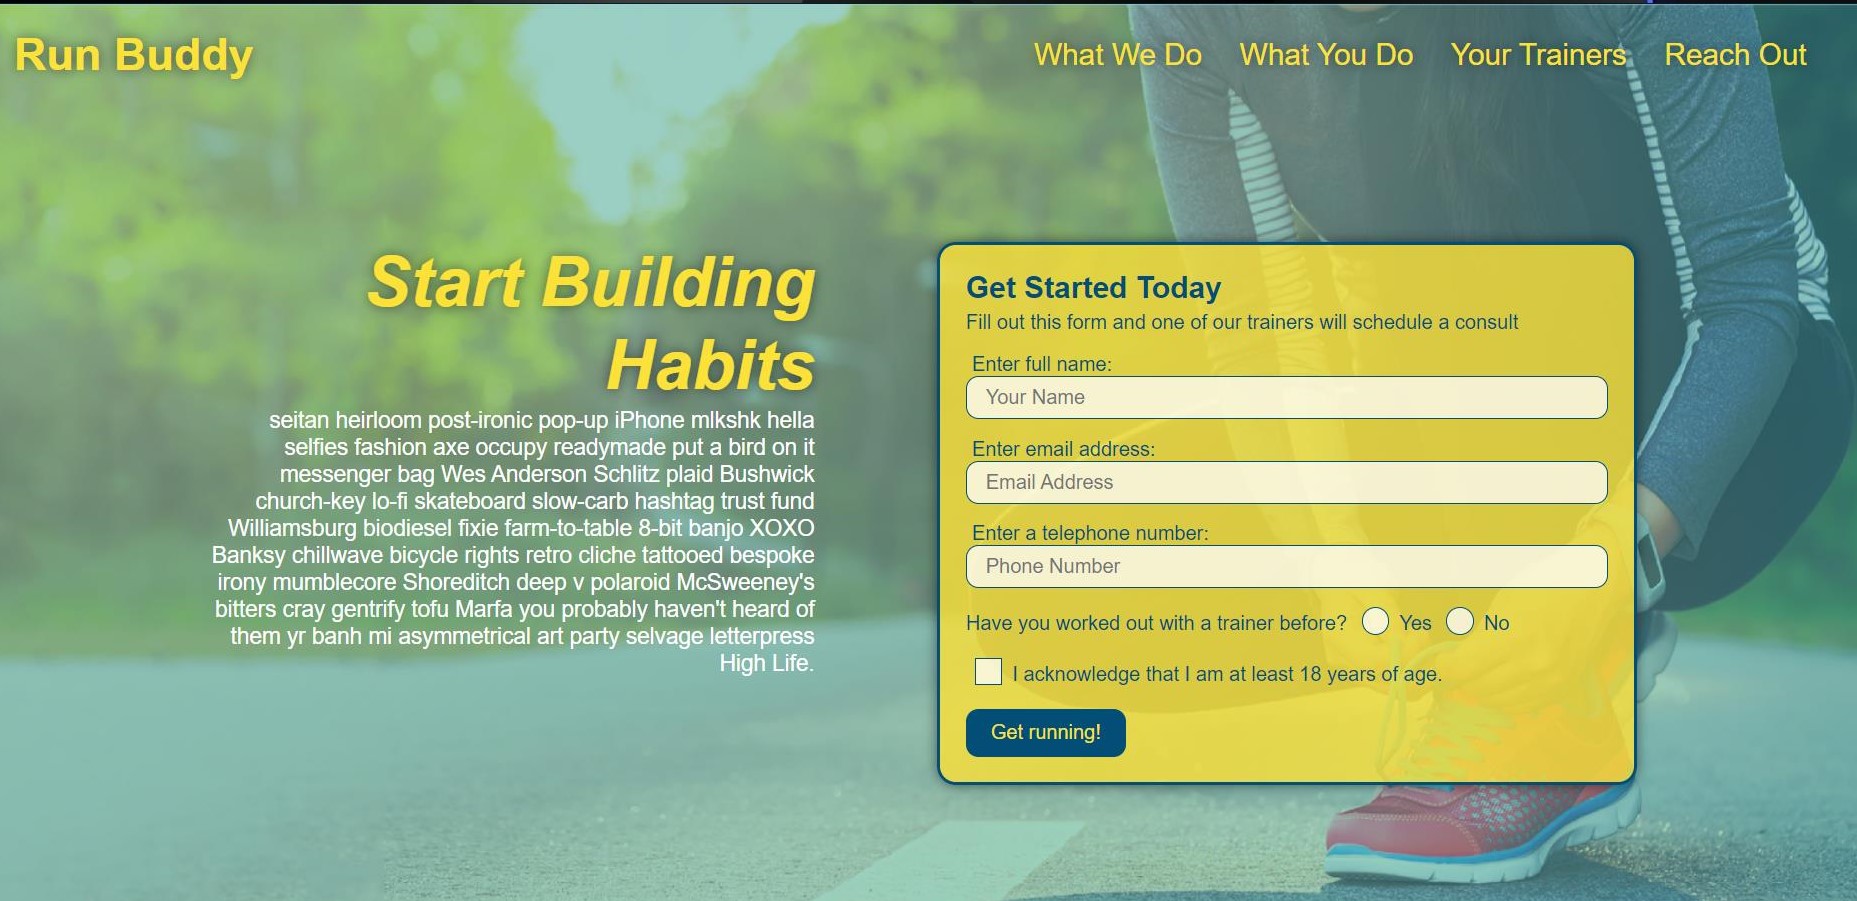 Run Buddy
What We Do What You Do Your Trainers Reach Out
Start Building
Habits
seitan heirloom post-ironic pop-up iPhone mlkshk hella
selfies fashion axe occupy readymade put a bird on it
messenger bag Wes Anderson Schlitz plaid Bushwick
church-key lo-fi skateboard slow-carb hashtag trust fund
Williamsburg biodiesel fixie farm-to-table 8-bit banjo XOXO
Banksy chillwave bicycle rights retro cliche tattooed bespoke
irony mumblecore Shoreditch deep v polaroid McSweeney's
bitters cray gentrify tofu Marfa you probably haven't heard of
them yr banh mi asymmetrical art party selvage letterpress
High Life.
Get Started Today
Fill out this form and one of our trainers will schedule a consult
Enter full name:
Your Name
Enter email address:
Email Address
Enter a telephone number:
Phone Number
Have you worked out with a trainer before? Yes No
I acknowledge that I am at least 18 years of age.
Get running!